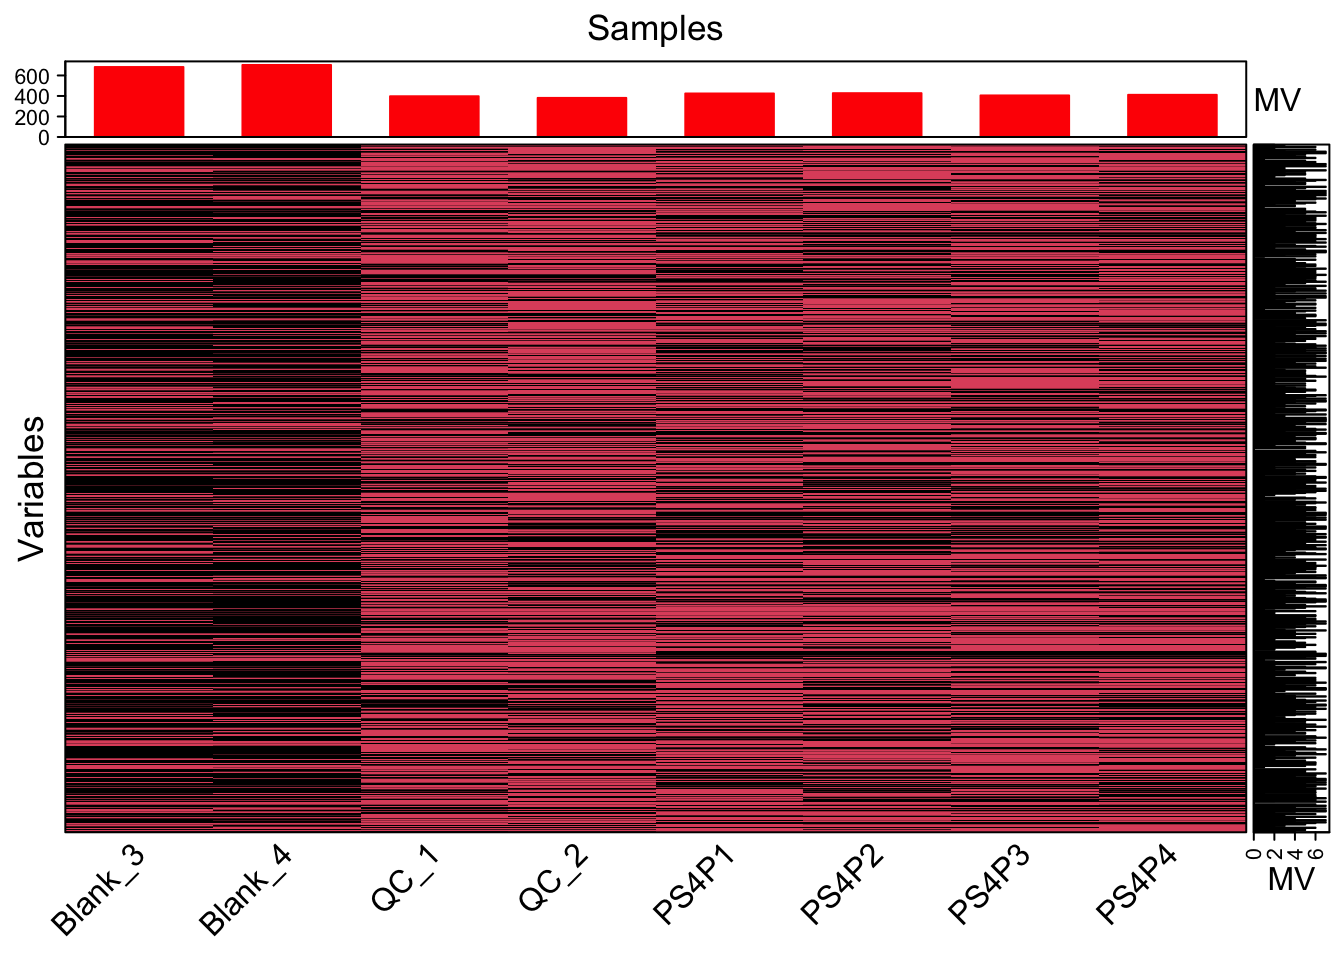 Samples
600
400
200
0
MV
Variables
Blank_3
Blank_4
QC_1
QC_2
PS4P1
PS4P2
PS4P3
PS4P4
0
2
4
6
MV